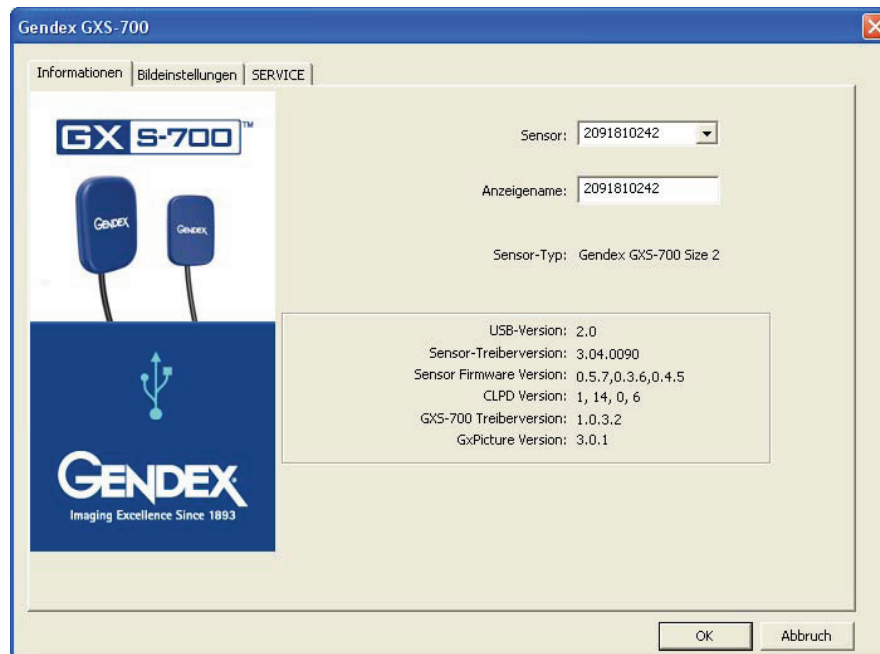 Gendex GXS-700
Informationen Bildeinstellungen SERVICE
GX S-700™
GENDEX
GENDEX
GENDEX
Imaging Excellence Since 1893
Sensor: 2091810242
Anzeigename: 2091810242
Sensor-Typ: Gendex GXS-700 Size 2
USB-Version: 2.0
Sensor-Treiberversion: 3.04.0090
Sensor Firmware Version: 0.5.7,0.3.6,0.4.5
CLPD Version: 1, 14, 0, 6
GXS-700 Treiberversion: 1.0.3.2
GxPicture Version: 3.0.1
OK Abbruch